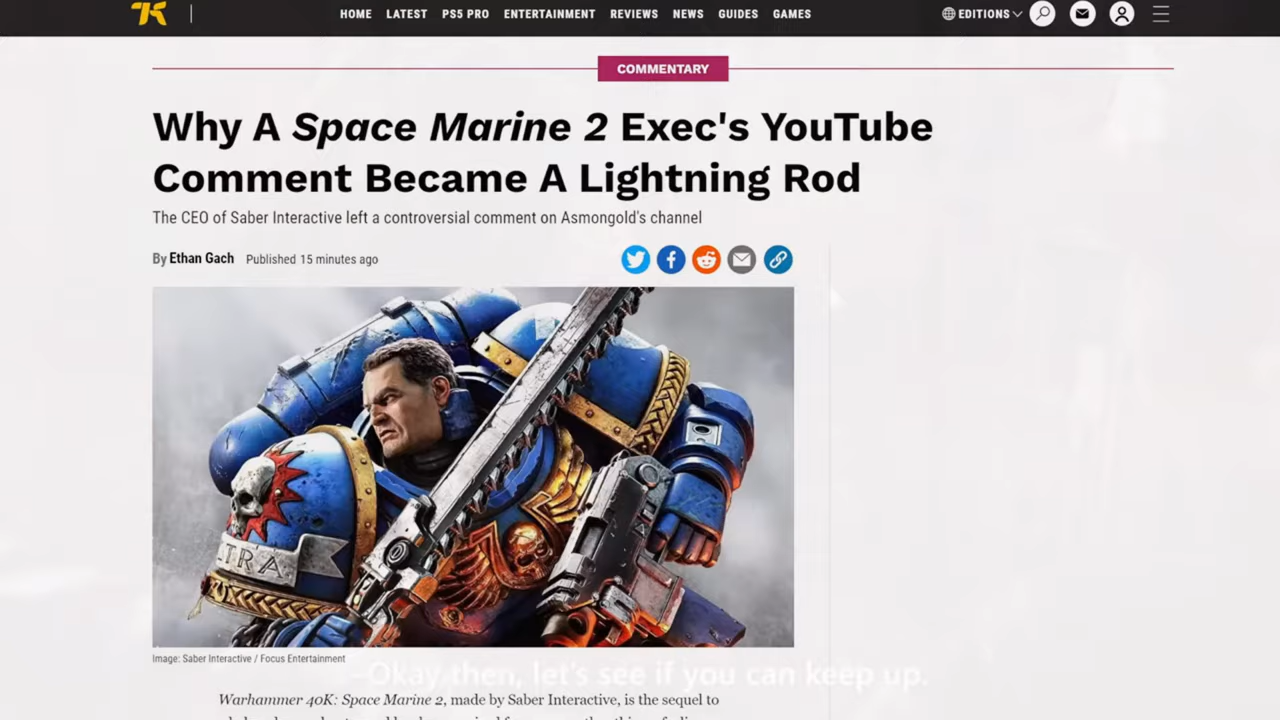 HOME LATEST PS5 PRO ENTERTAINMENT REVIEWS NEWS GUIDES GAMES EDITIONS
COMMENTARY
Why A Space Marine 2 Exec's YouTube
Comment Became A Lightning Rod
The CEO of Saber Interactive left a controversial comment on Asmongold's channel
By Ethan Gach Published 15 minutes ago
LTRA
Image: Saber Interactive / Focus Entertainment
-Okay then, let's see if you can keep up.
Warhammer 40K: Space Marine 2, made by Saber Interactive, is the sequel to